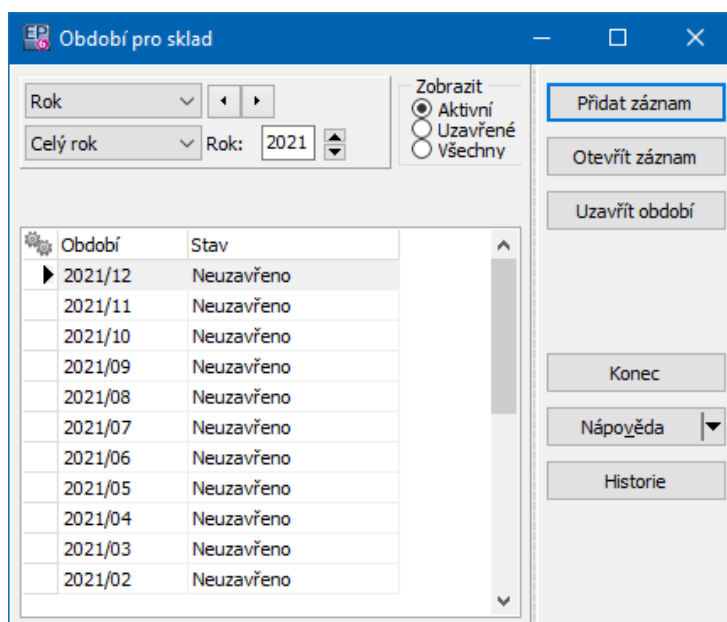 Období pro sklad
Rok
Celý rok
Rok: 2021
Zobrazit
Aktivní
Uzavřené
Všechny
Přidat záznam
Otevřít záznam
Uzavřít období
Období Stav
2021/12 Neuzavřeno
2021/11 Neuzavřeno
2021/10 Neuzavřeno
2021/09 Neuzavřeno
2021/08 Neuzavřeno
2021/07 Neuzavřeno
2021/06 Neuzavřeno
2021/05 Neuzavřeno
2021/04 Neuzavřeno
2021/03 Neuzavřeno
2021/02 Neuzavřeno
Konec
Nápověda
Historie